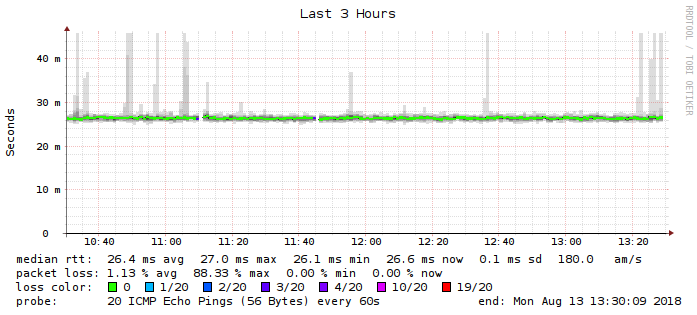 Last 3 Hours
RRDTOOL / TOBI OETIKER
Seconds
40 m
30 m
20 m
10 m
0
10:40 11:00 11:20 11:40 12:00 12:20 12:40 13:00 13:20
median rtt: 26.4 ms avg 27.0 ms max 26.1 ms min 26.6 ms now 0.1 ms sd 180.0 am/s
packet loss: 1.13 % avg 88.33 % max 0.00 % min 0.00 % now
loss color: 0 1/20 2/20 3/20 4/20 10/20 19/20
probe: 20 ICMP Echo Pings (56 Bytes) every 60s end: Mon Aug 13 13:30:09 2018